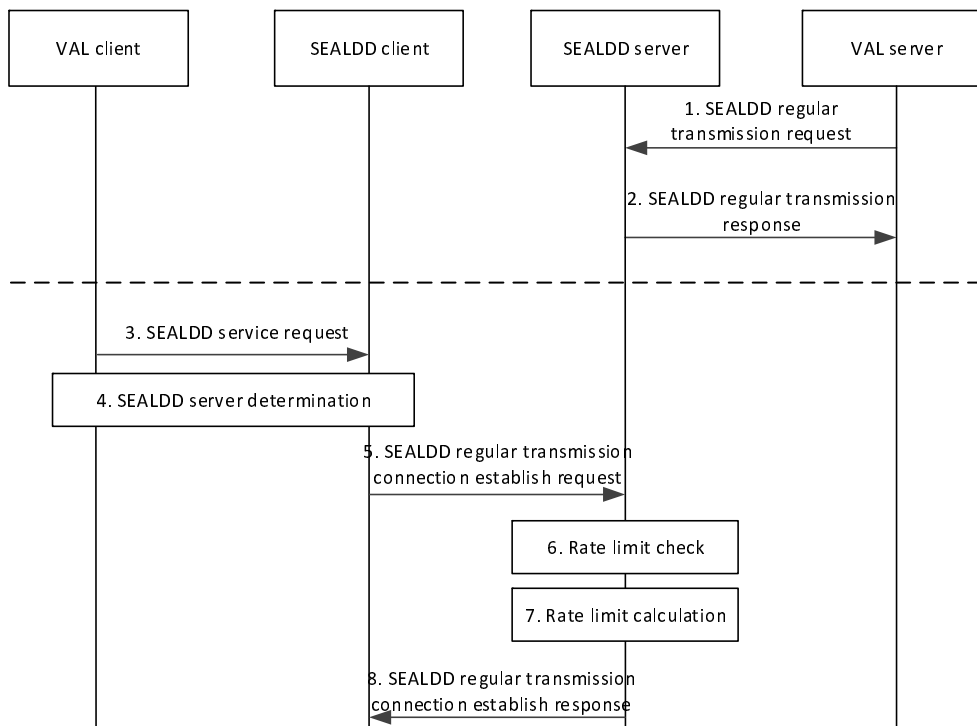 VAL client
SEALDD client
SEALDD server
VAL server
1. SEALDD regular
transmission request
2. SEALDD regular transmission
response
3. SEALDD service request
4. SEALDD server determination
5. SEALDD regular transmission
connection establish request
6. Rate limit check
7. Rate limit calculation
8. SEALDD regular transmission
connection establish response